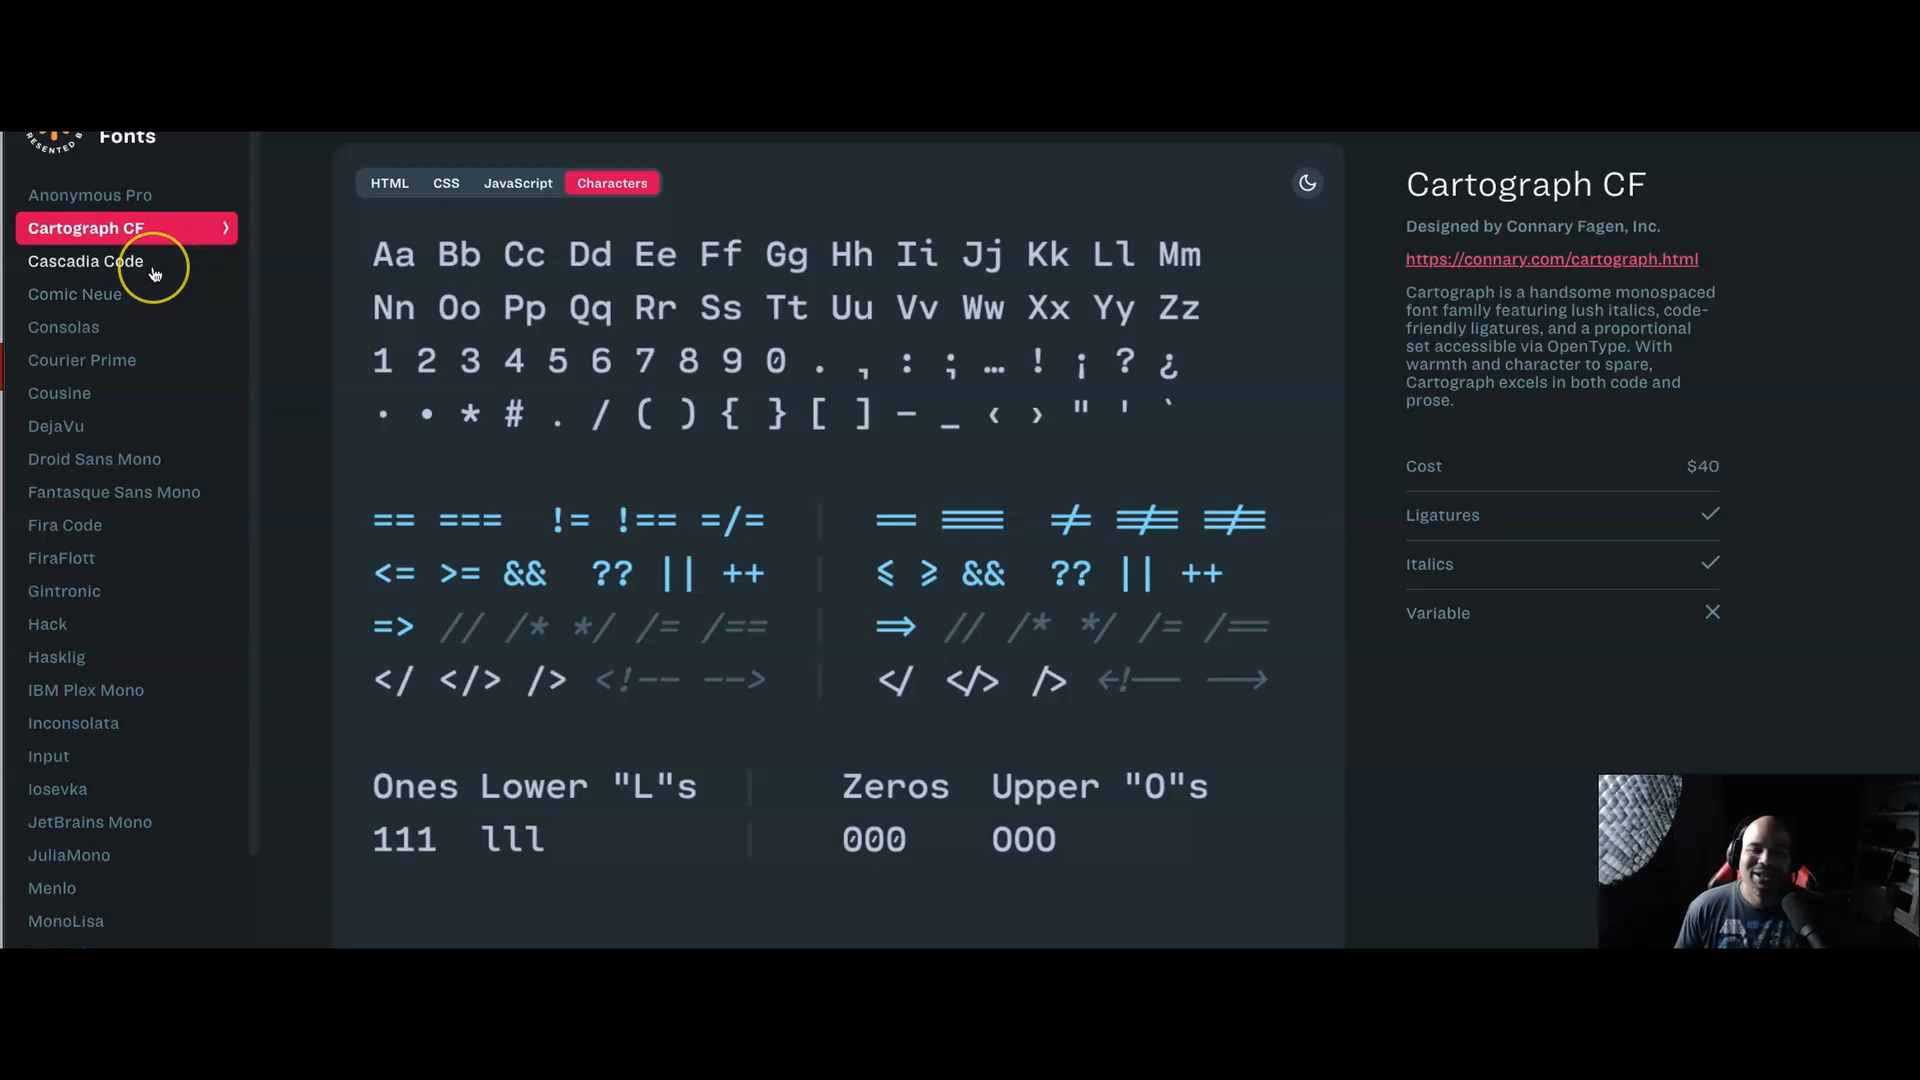 RESENTED B
Fonts
Anonymous Pro
Cartograph CF
Cascadia Code
Comic Neue
Consolas
Courier Prime
Cousine
DejaVu
Droid Sans Mono
Fantasque Sans Mono
Fira Code
FiraFlott
Gintronic
Hack
Hasklig
IBM Plex Mono
Inconsolata
Input
Iosevka
JetBrains Mono
JuliaMono
Menlo
MonoLisa
HTML CSS JavaScript Characters
Aa Bb Cc Dd Ee Ff Gg Hh Ii Jj Kk Ll Mm
Nn Oo Pp Qq Rr Ss Tt Uu Vv Ww Xx Yy Zz
1 2 3 4 5 6 7 8 9 0 . , : ; … ! ¡ ? ¿
· • * # . / ( ) { } [ ] - _ ‹ › " ' `
== === != !== =/= == === != !== =/=
<= >= && ?? || ++ <= >= && ?? || ++
=> // /* */ /= /== => // /* */ /= /==
</ </> /> <!-- --> </ </> /> <!-- -->
Ones Lower "L"s Zeros Upper "O"s
111 lll 000 OOO
Cartograph CF
Designed by Connary Fagen, Inc.
https://connary.com/cartograph.html
Cartograph is a handsome monospaced
font family featuring lush italics, code-
friendly ligatures, and a proportional
set accessible via OpenType. With
warmth and character to spare,
Cartograph excels in both code and
prose.
Cost $40
Ligatures
Italics
Variable